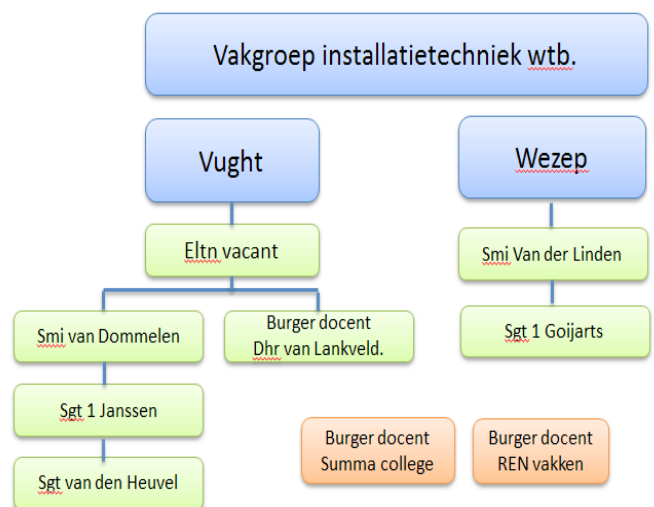 Vakgroep installatietechniek wtb.
Vught
Wezep
Eltn vacant
Smi Van der Linden
Smi van Dommelen
Burger docent
Dhr van Lankveld.
Sgt 1 Goijarts
Sgt 1 Janssen
Burger docent
Summa college
Burger docent
REN vakken
Sgt van den Heuvel